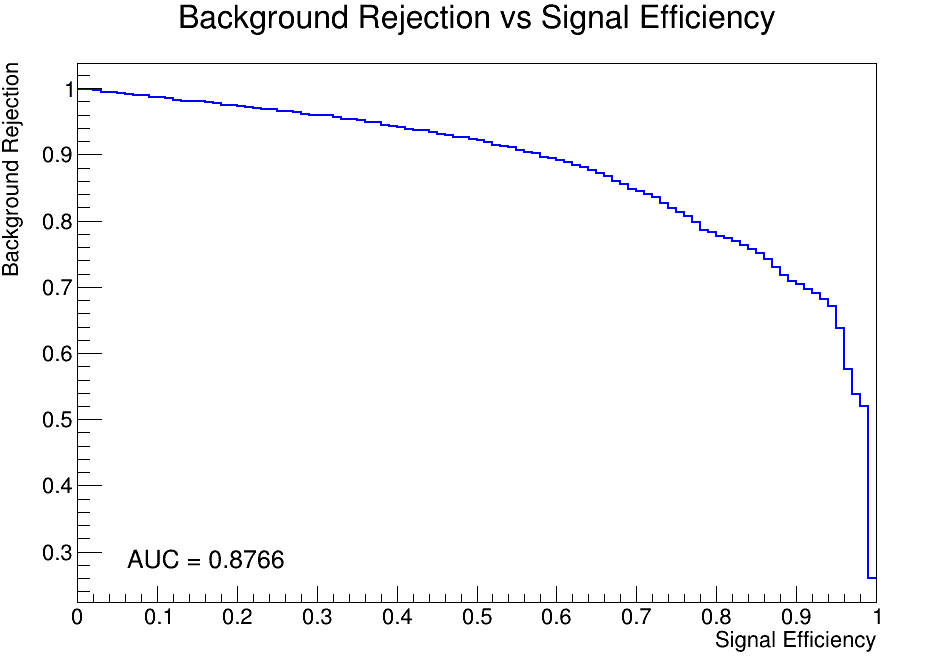 Background Rejection vs Signal Efficiency
Background Rejection
1
0.9
0.8
0.7
0.6
0.5
0.4
0.3
AUC = 0.8766
0 0.1 0.2 0.3 0.4 0.5 0.6 0.7 0.8 0.9 1
Signal Efficiency